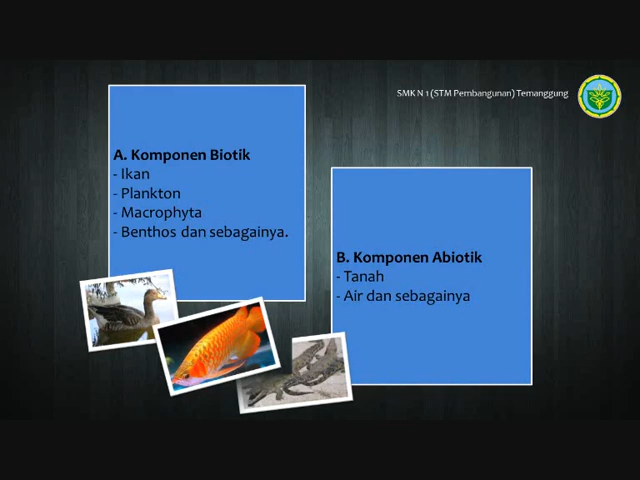 SMK N 1 (STM Pembangunan) Temanggung
A. Komponen Biotik
- Ikan
- Plankton
- Macrophyta
- Benthos dan sebagainya.
B. Komponen Abiotik
- Tanah
- Air dan sebagainya